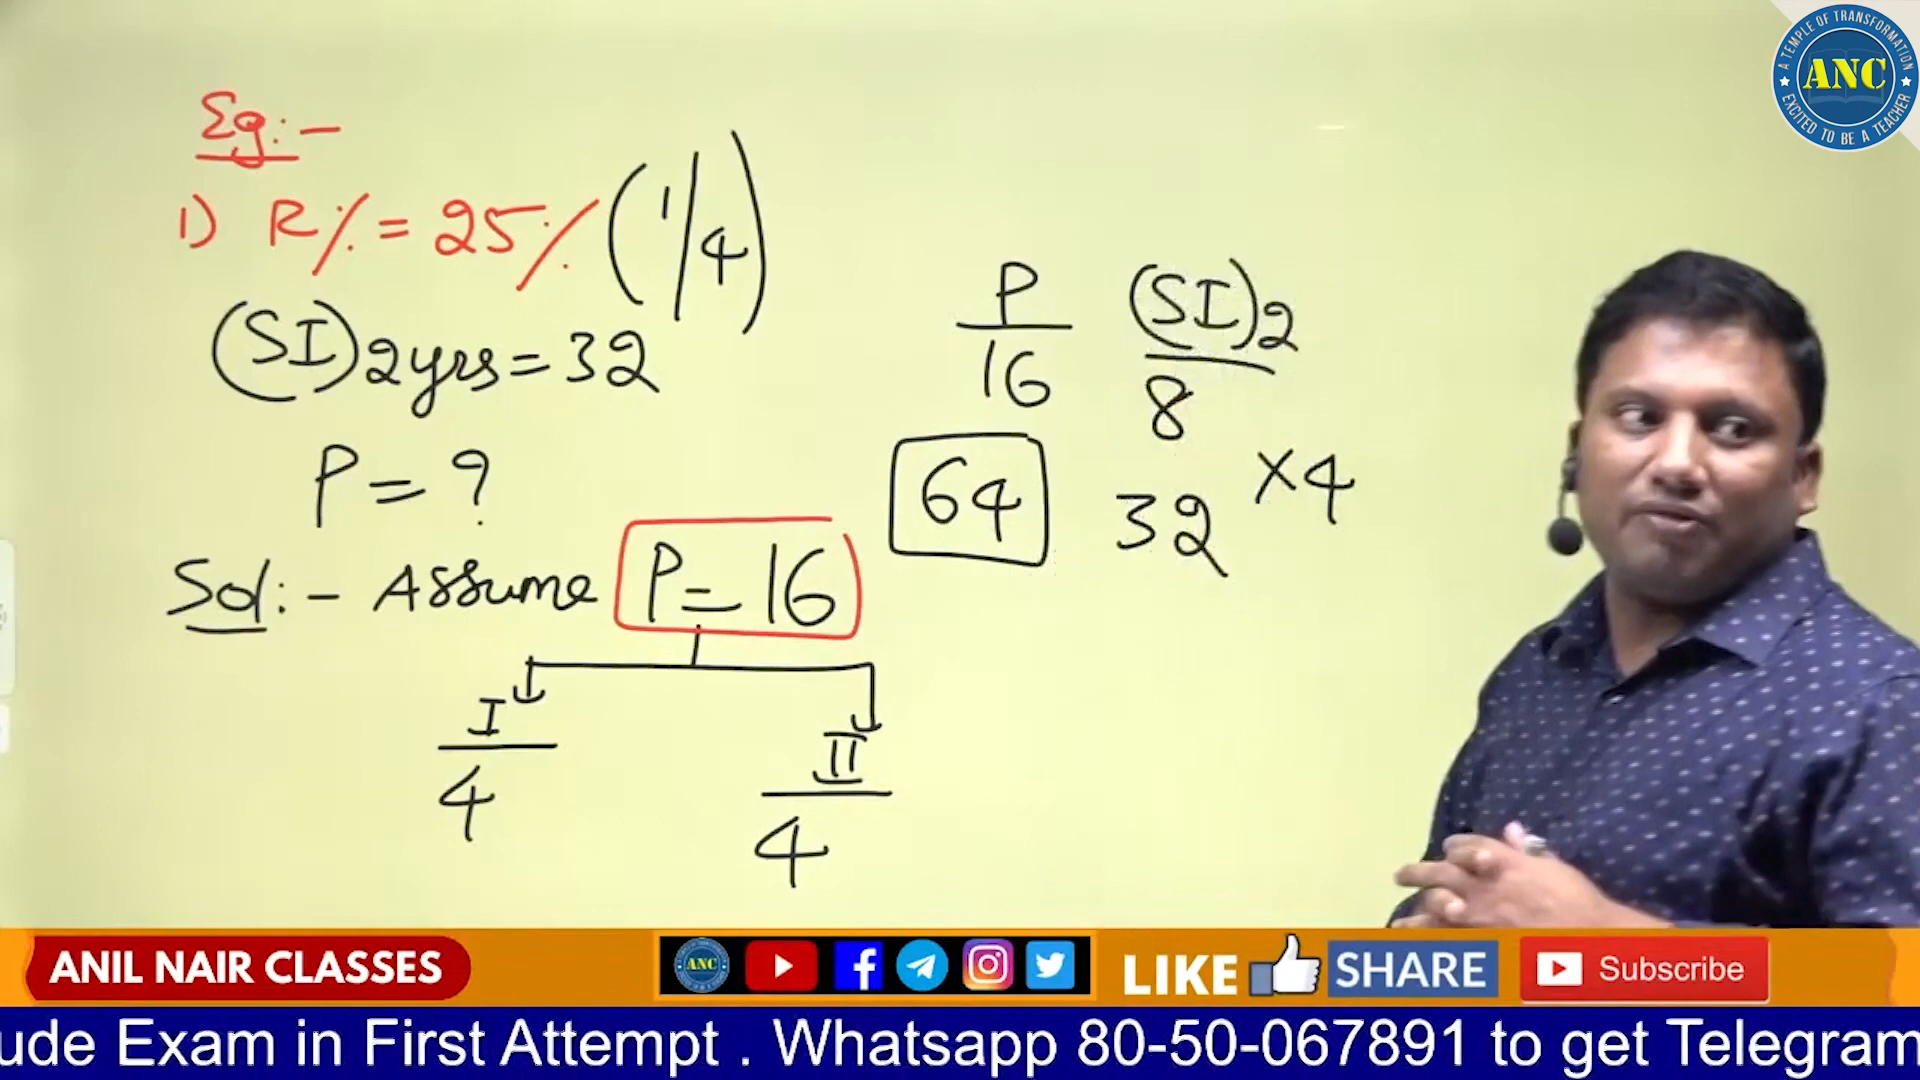 Eg:-
1) R% = 25% (1/4)
(SI)2yrs = 32
P = ?
Sol:- Assume P = 16
I
4
II
4
P (SI)2
16 8
64 32 ×4
A TEMPLE OF TRANSFORMATION
ANC
EXCITED TO BE A TEACHER
ANIL NAIR CLASSES
ANC
LIKE SHARE Subscribe
ude Exam in First Attempt . Whatsapp 80-50-067891 to get Telegram